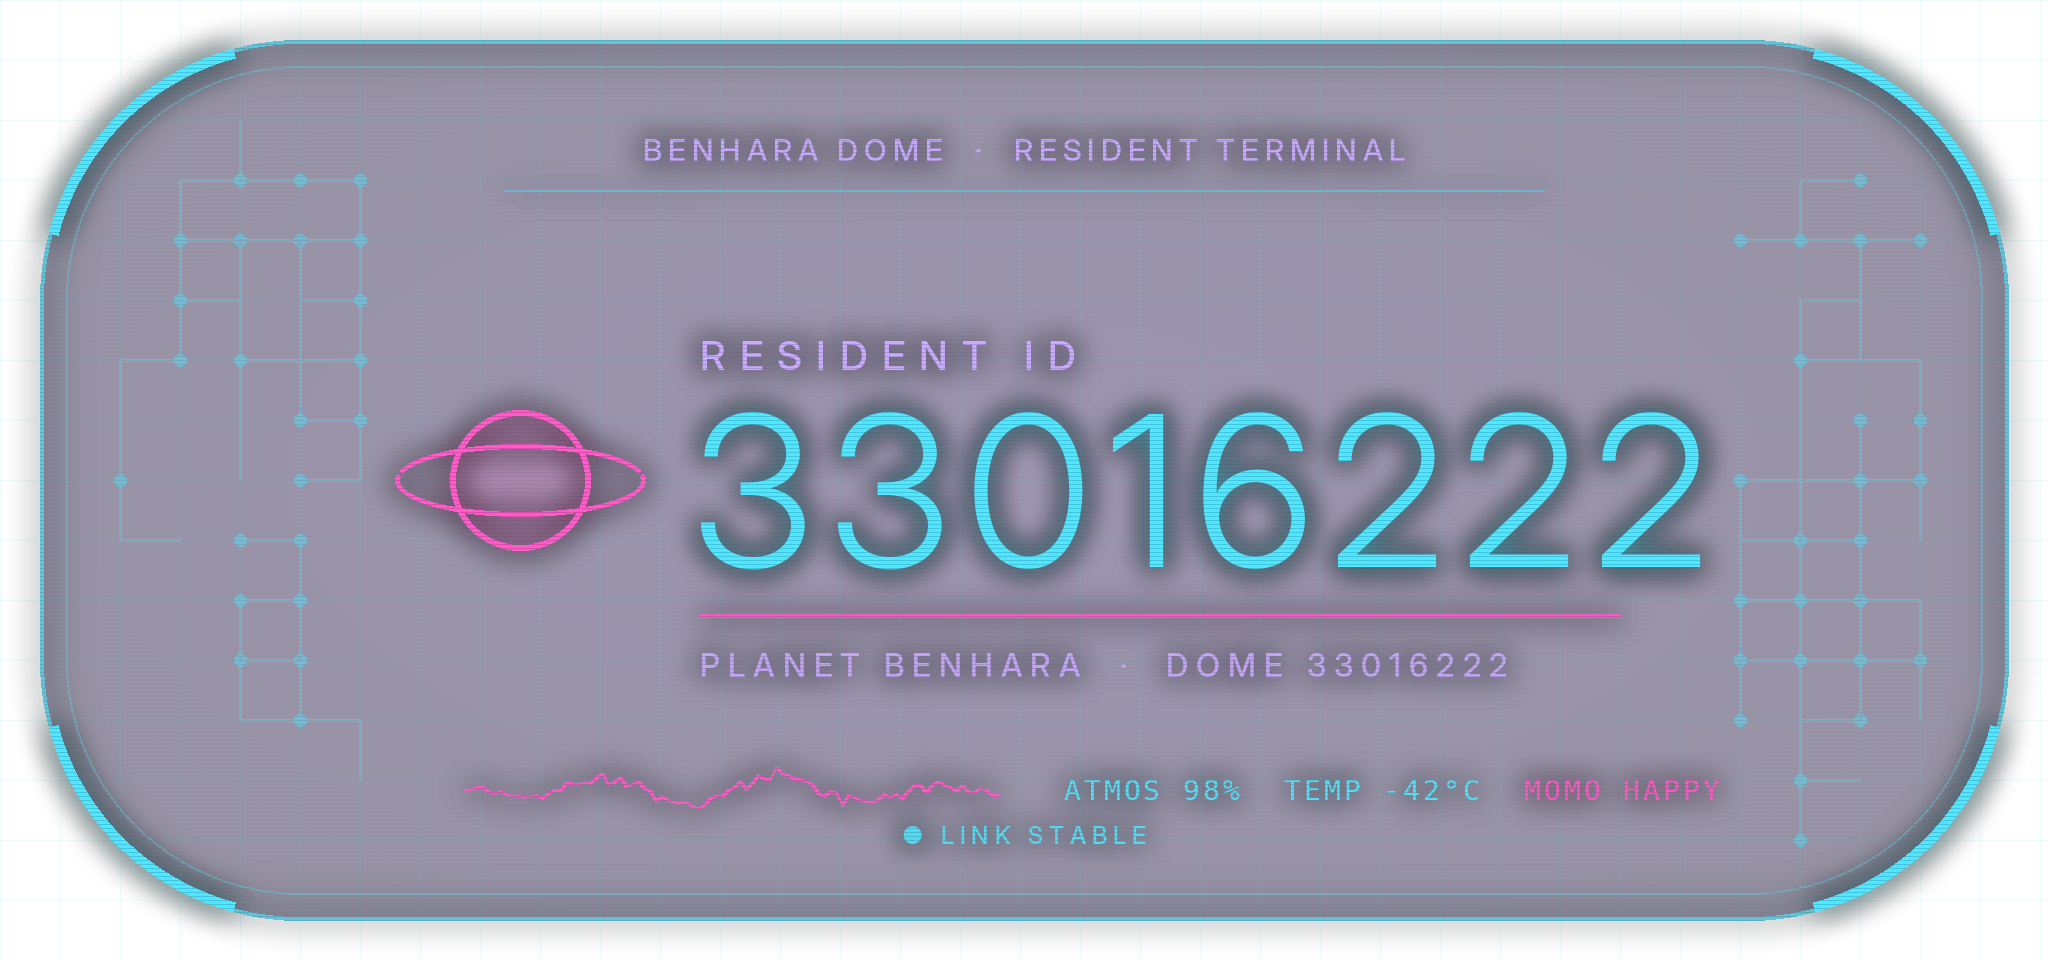 BENHARA DOME · RESIDENT TERMINAL
RESIDENT ID
33016222
PLANET BENHARA · DOME 33016222
ATMOS 98% TEMP -42°C MOMO HAPPY
LINK STABLE